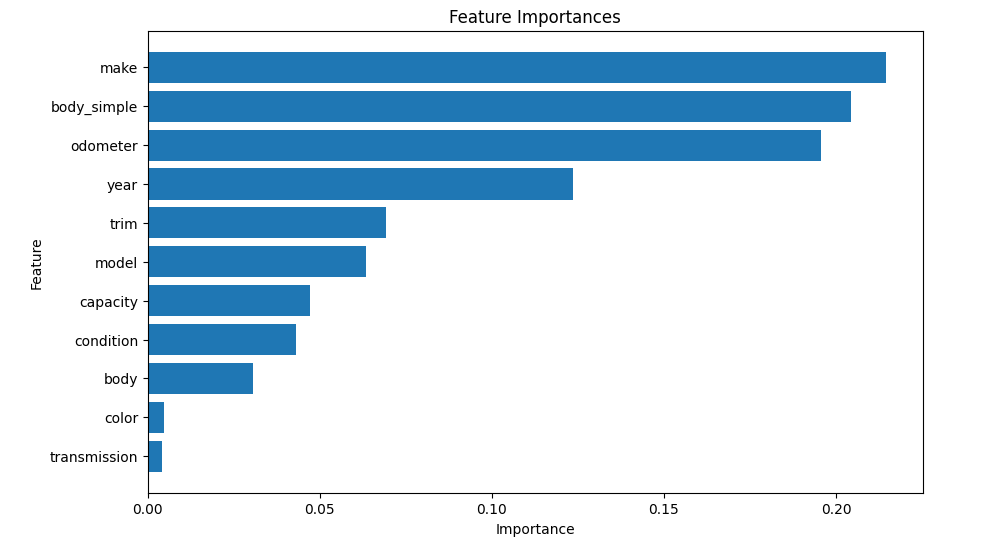 Feature Importances
make
body_simple
odometer
year
trim
model
capacity
condition
body
color
transmission
Feature
0.00 0.05 0.10 0.15 0.20
Importance